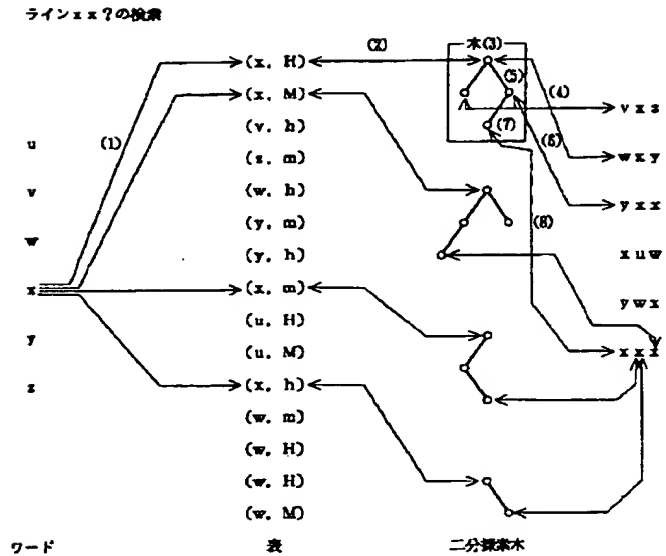 ラインxx?の検索
(x, H)
(2)
木(3)
(x, M)
(5)
(4)
v x z
(v, h)
(7)
u
(1)
(z, m)
(6)
w x y
v
(w, h)
y x x
w
(y, m)
(8)
(y, h)
x u w
x
(x, m)
y w x
y
(u, H)
(u, M)
z
(x, h)
(w, m)
(w, H)
(w, H)
(w, M)
ワード
表
二分探索木